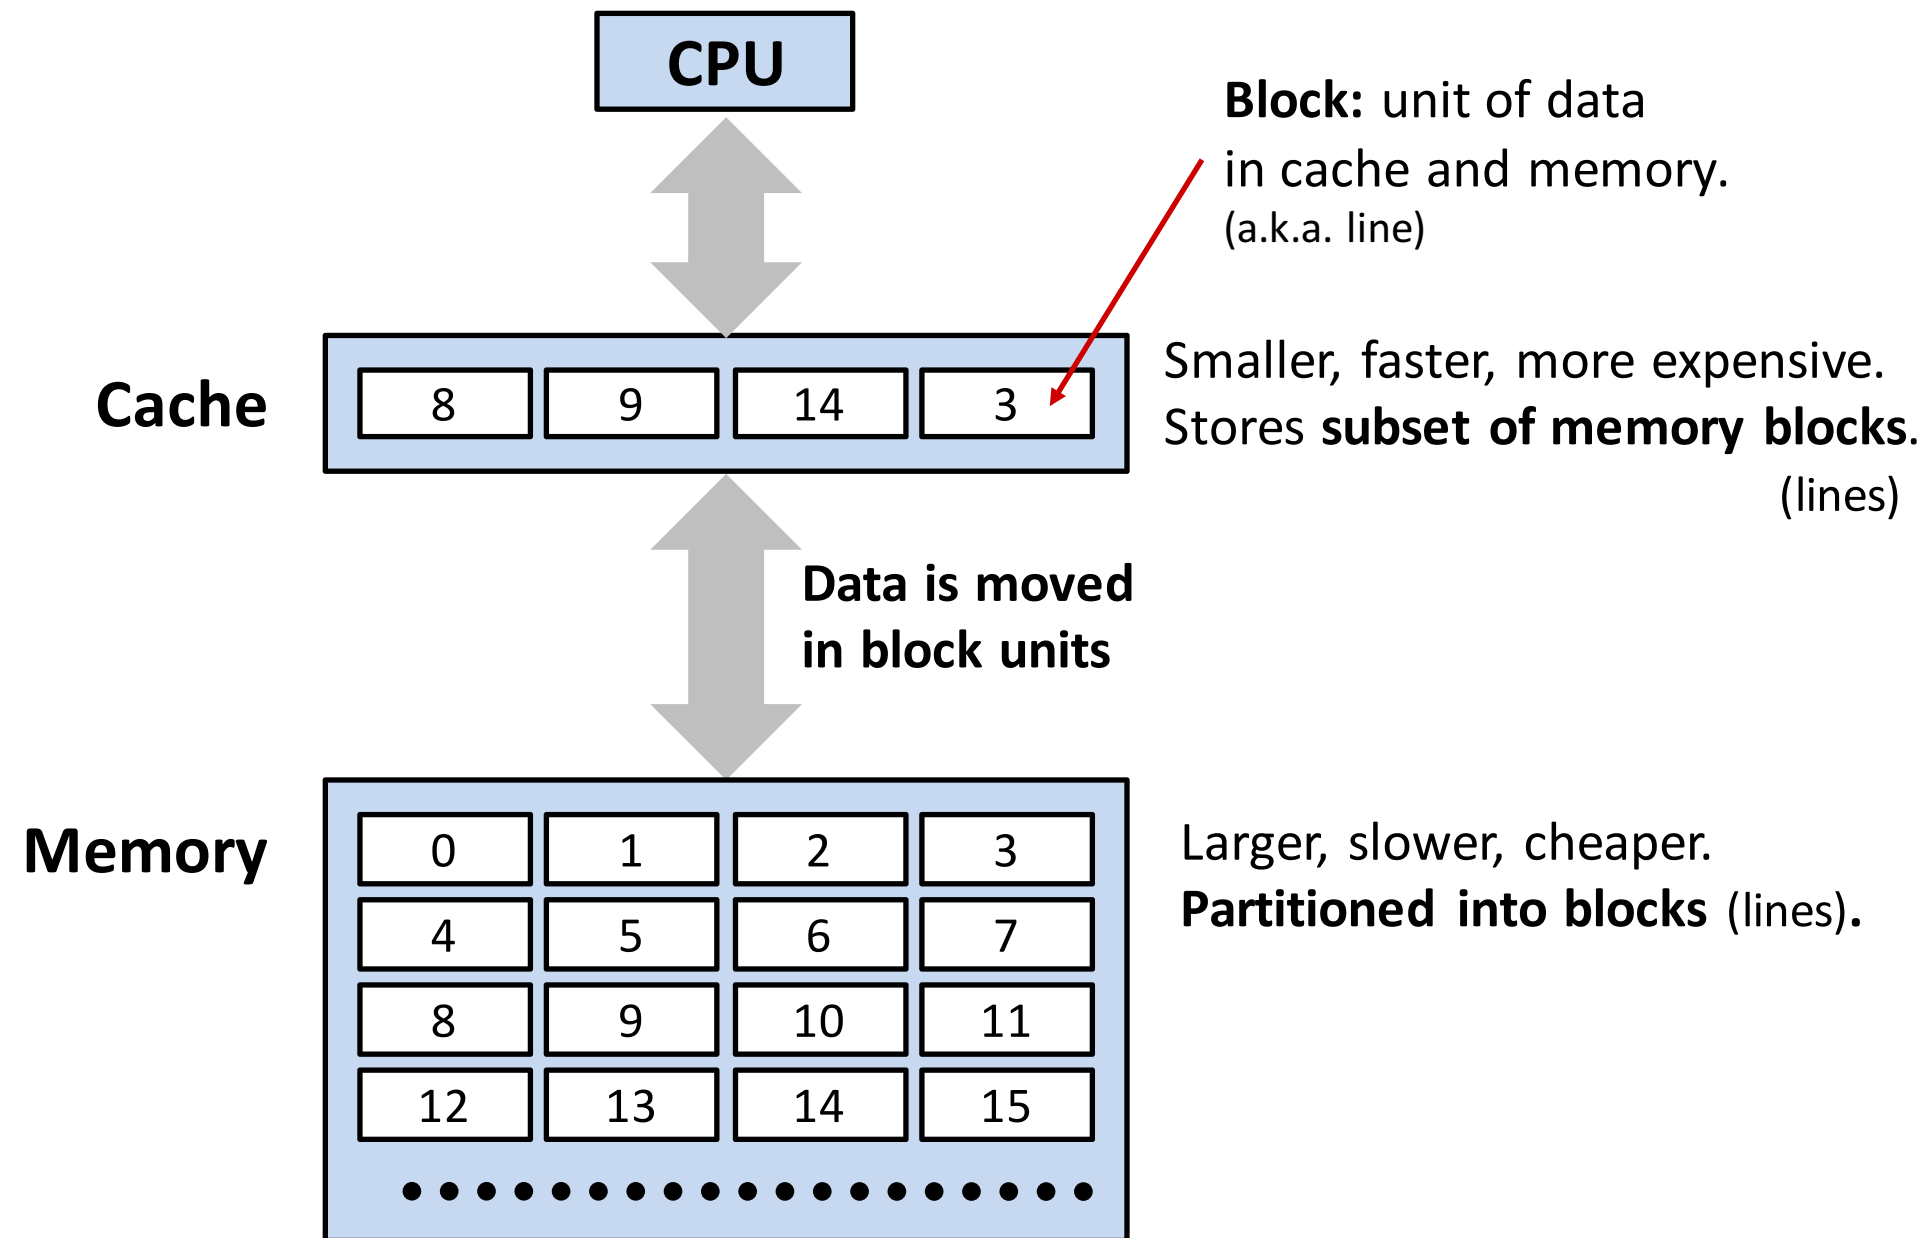 CPU
Block: unit of data
in cache and memory.
(a.k.a. line)
Cache
8 9 14 3
Smaller, faster, more expensive.
Stores subset of memory blocks.
(lines)
Data is moved
in block units
Memory
0 1 2 3
4 5 6 7
8 9 10 11
12 13 14 15
Larger, slower, cheaper.
Partitioned into blocks (lines).